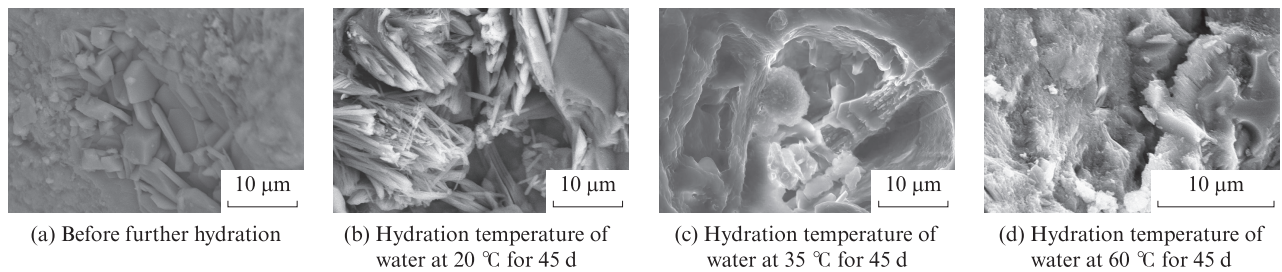 10 μm
10 μm
10 μm
10 μm
(a) Before further hydration
(b) Hydration temperature of
water at 20 ℃ for 45 d
(c) Hydration temperature of
water at 35 ℃ for 45 d
(d) Hydration temperature of
water at 60 ℃ for 45 d